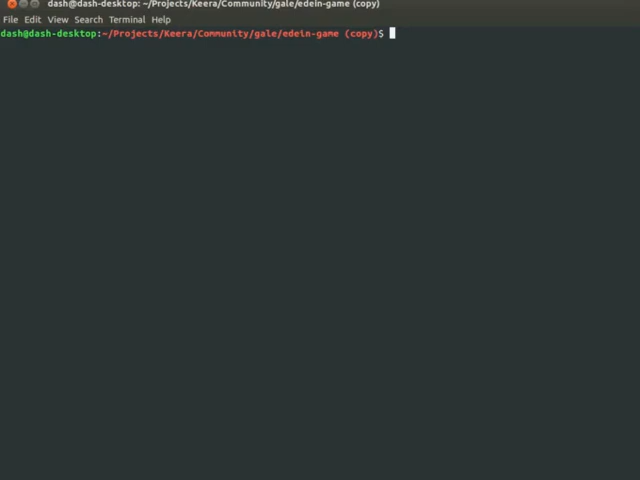 dash@dash-desktop: ~/Projects/Keera/Community/gale/edein-game (copy)
File Edit View Search Terminal Help
dash@dash-desktop:~/Projects/Keera/Community/gale/edein-game (copy)$